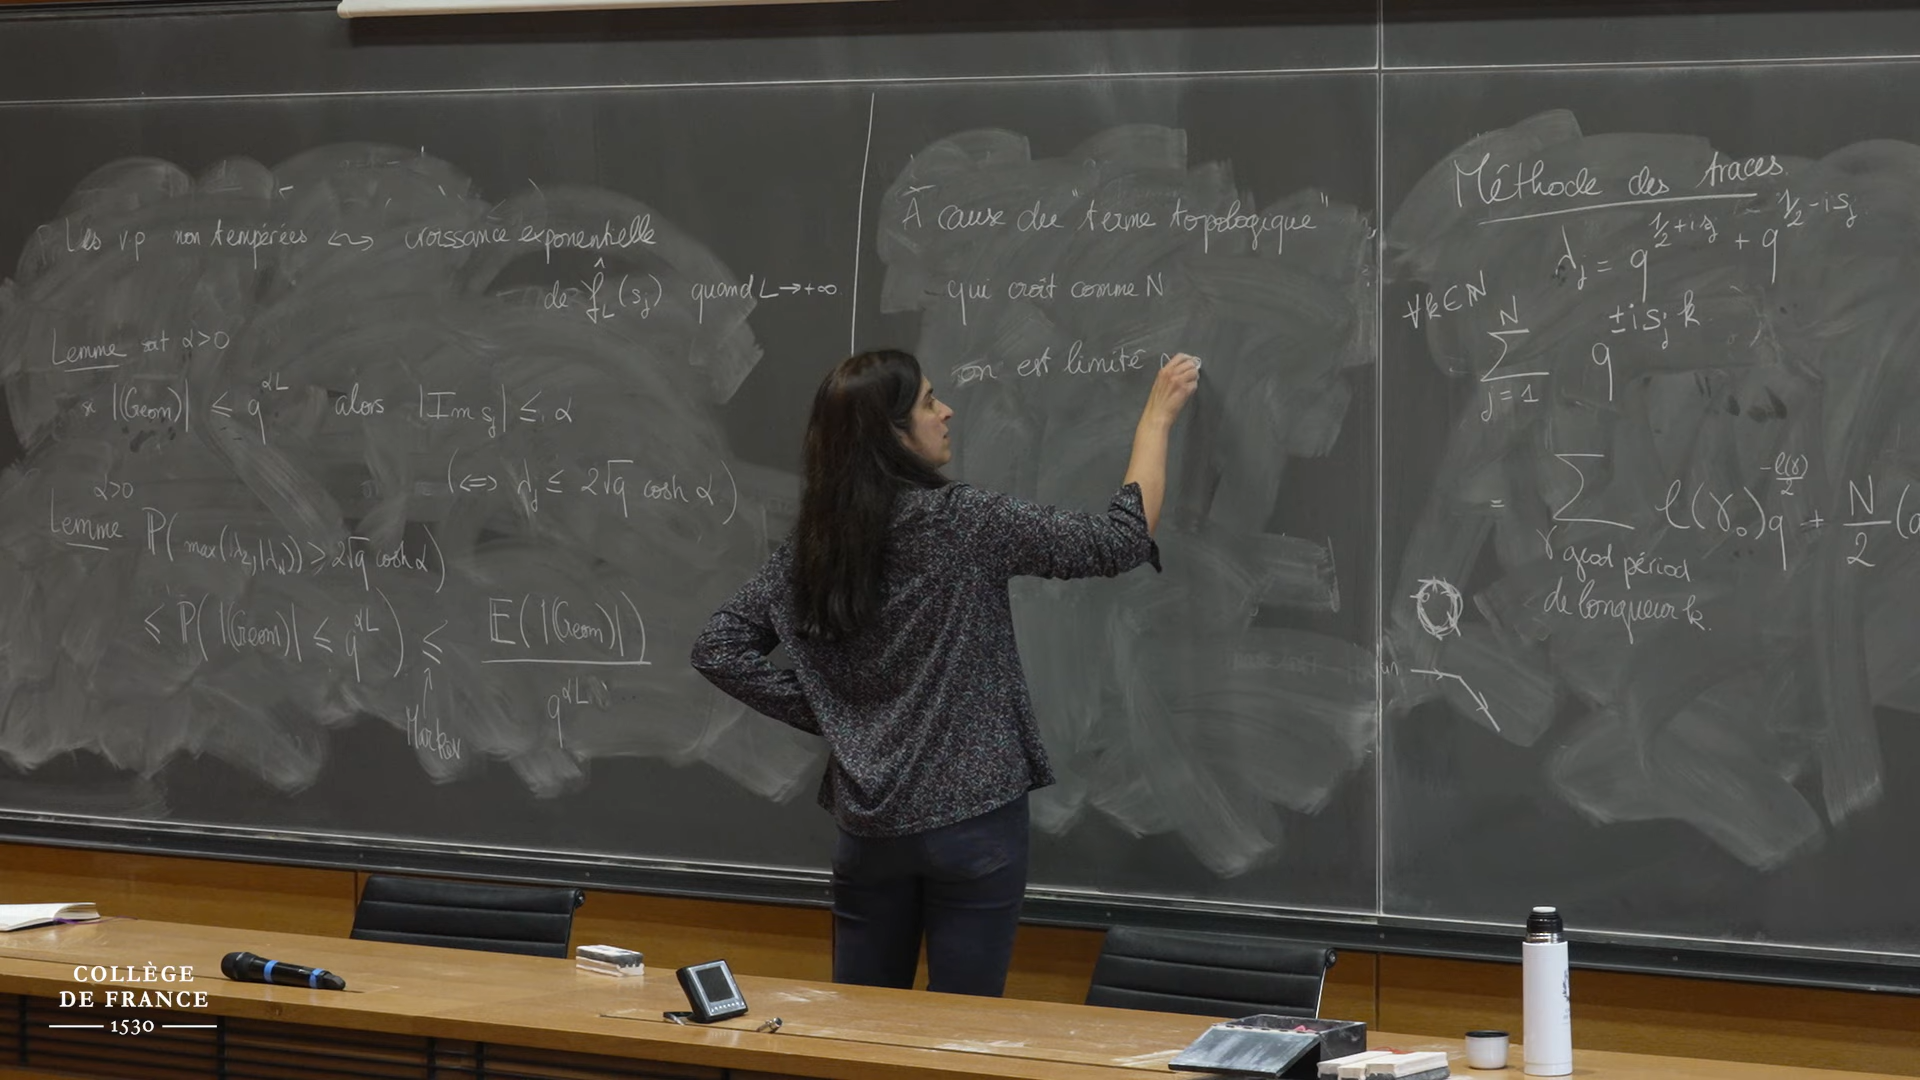 Les vp non tempérées ↔ croissance exponentielle
de f̂_L(s_j) quand L→+∞
Lemme α>0
* |(Geom)| ≤ q^{αL} alors |Im s_j| ≤ α
(⇔ λ_j ≤ 2√q cosh α)
α>0
Lemme P(max(|λ_2|,|λ_N|) ≥ 2√q cosh α)
≤ P(|(Geom)| ≤ q^{αL}) ≤ E(|(Geom)|)/q^{αL}
Markov
À cause du "terme topologique"
qui croît comme N
on est limité
Méthode des traces
λ_j = q^{1/2+is_j} + q^{1/2-is_j}
∀k∈N
∑_{j=1}^{N} q^{±is_j k}
= ∑ ℓ(γ_0) q^{-ℓ(γ)/2} + N/2 (
γ geod périod
de longueur k.
COLLÈGE
DE FRANCE
1530